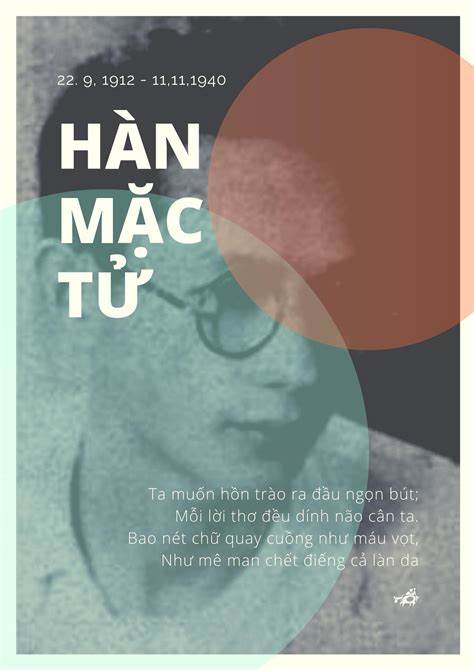 22. 9, 1912 - 11,11,1940
HÀN
MẶC
TỬ
Ta muốn hồn trào ra đầu ngọn bút;
Mỗi lời thơ đều dính não cân ta.
Bao nét chữ quay cuồng như máu vọt,
Như mê man chết điếng cả làn da